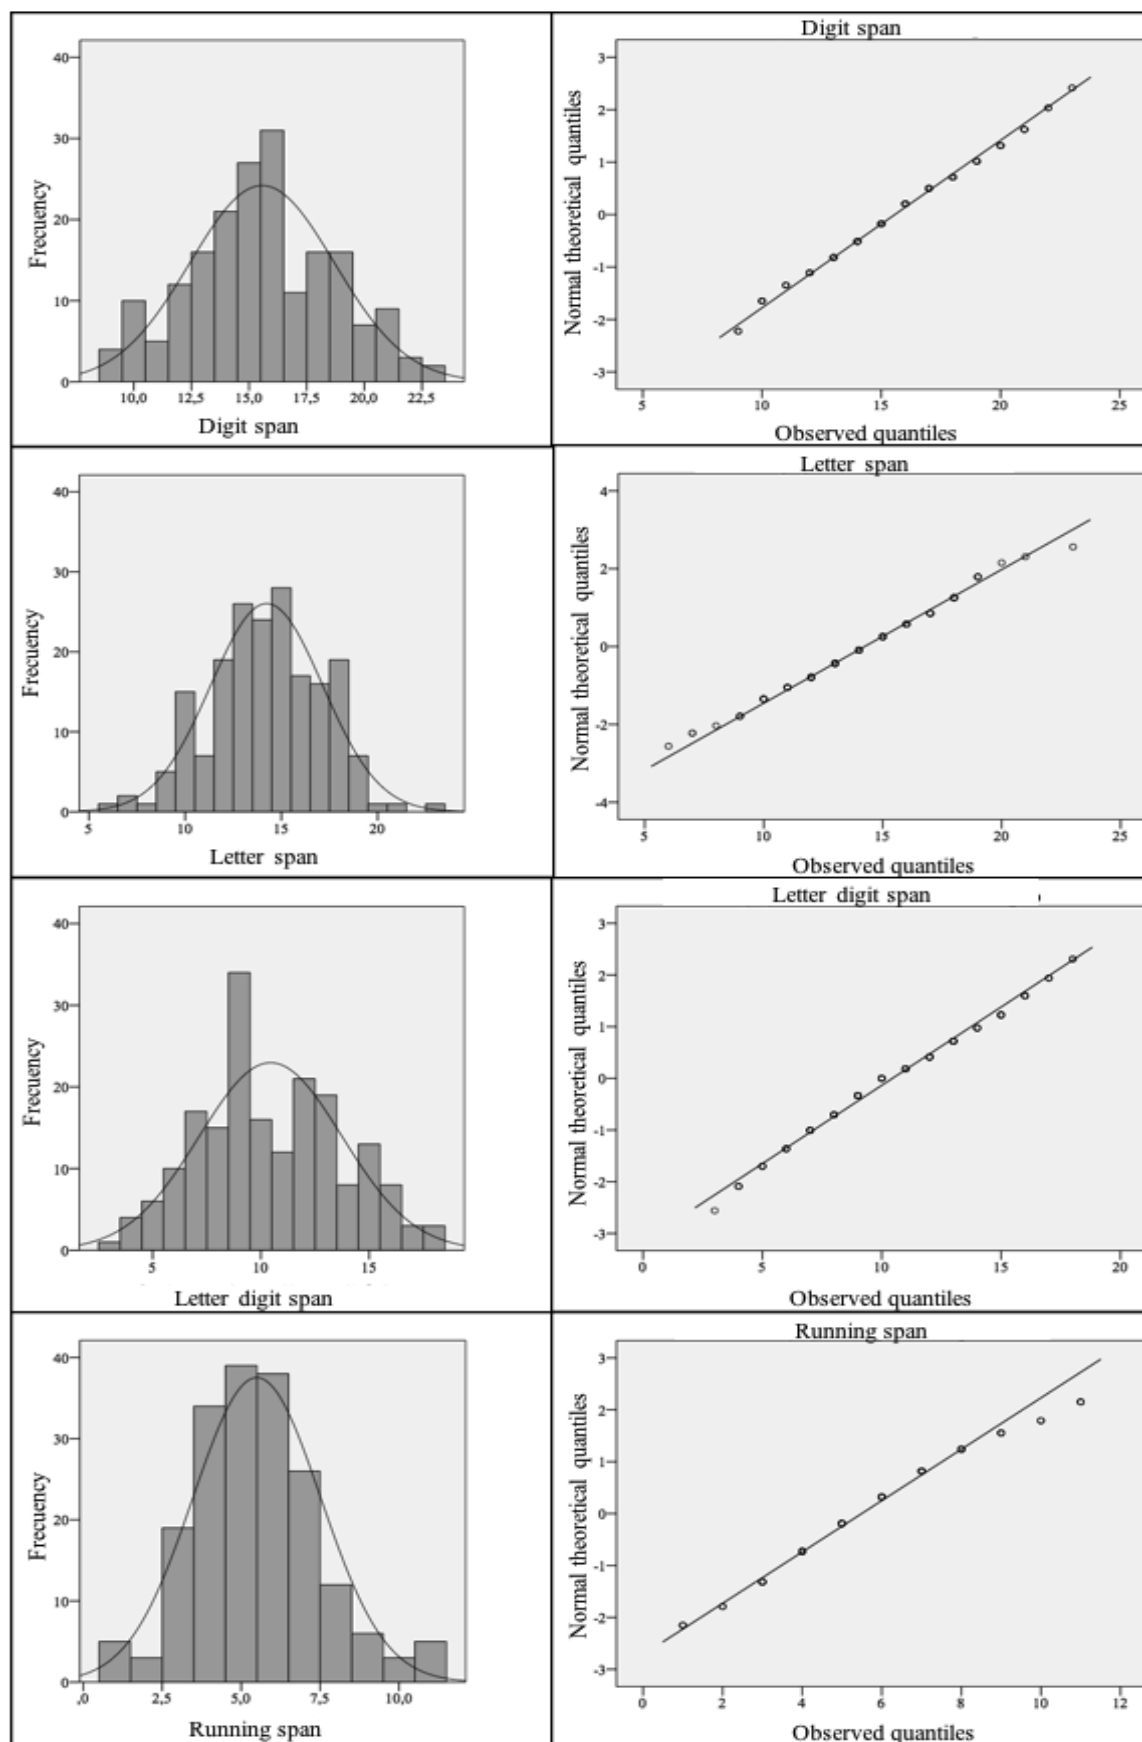 40
30
20
10
0
Frecuency
10,0 12,5 15,0 17,5 20,0 22,5
Digit span
Digit span
3
2
1
0
-1
-2
-3
Normal theoretical quantiles
5 10 15 20 25
Observed quantiles
40
30
20
10
0
Frecuency
5 10 15 20
Letter span
Letter span
4
2
0
-2
-4
Normal theoretical quantiles
5 10 15 20 25
Observed quantiles
40
30
20
10
0
Frecuency
5 10 15
Letter digit span
Letter digit span
3
2
1
0
-1
-2
-3
Normal theoretical quantiles
0 5 10 15 20
Observed quantiles
40
30
20
10
0
Frecuency
,0 2,5 5,0 7,5 10,0
Running span
Running span
3
2
1
0
-1
-2
-3
Normal theoretical quantiles
0 2 4 6 8 10 12
Observed quantiles